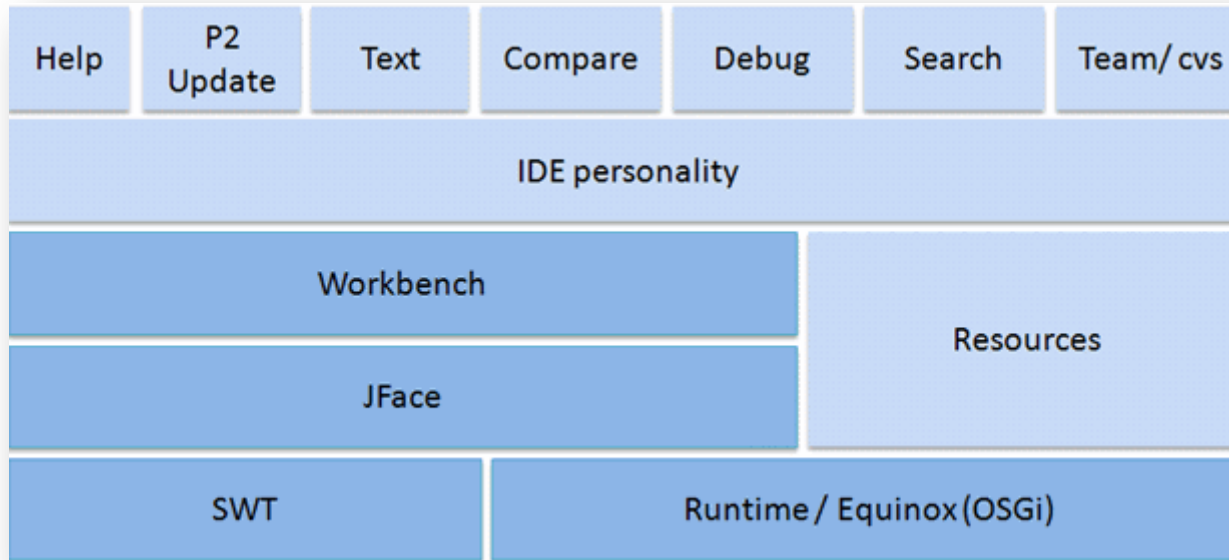 Help
P2
Update
Text
Compare
Debug
Search
Team/ cvs
IDE personality
Workbench
Resources
JFace
SWT
Runtime / Equinox (OSGi)